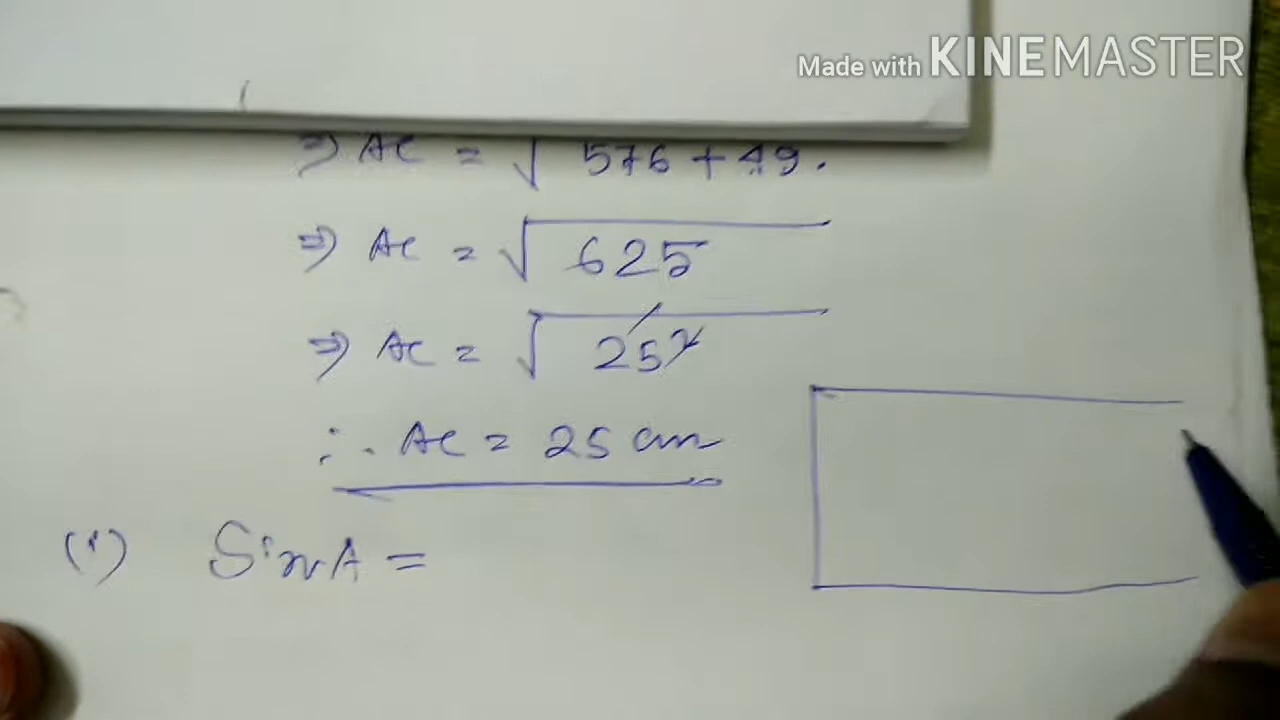 Made with KINEMASTER
⇒ AC = √576 + 49.
⇒ AC = √625
⇒ AC = √25²
∴ AC = 25 cm
(i) SinA =